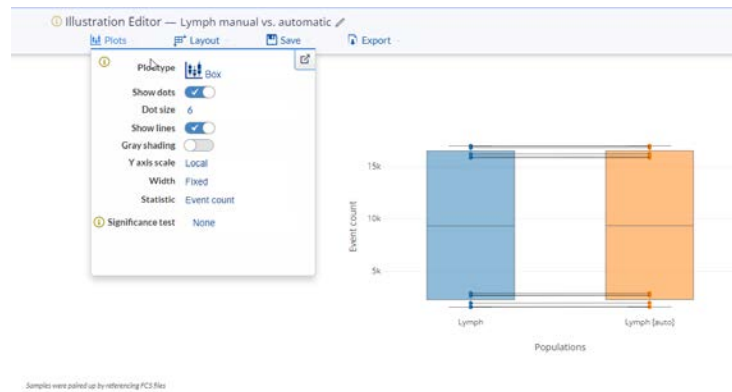 Illustration Editor — Lymph manual vs. automatic
Plots Layout Save Export
Plot type Box
Show dots
Dot size 6
Show lines
Gray shading
Y axis scale Local
Width Fixed
Statistic Event count
Significance test None
15k
10k
5k
Event count
Lymph Lymph [auto]
Populations
Samples were paired up by referencing FCS files